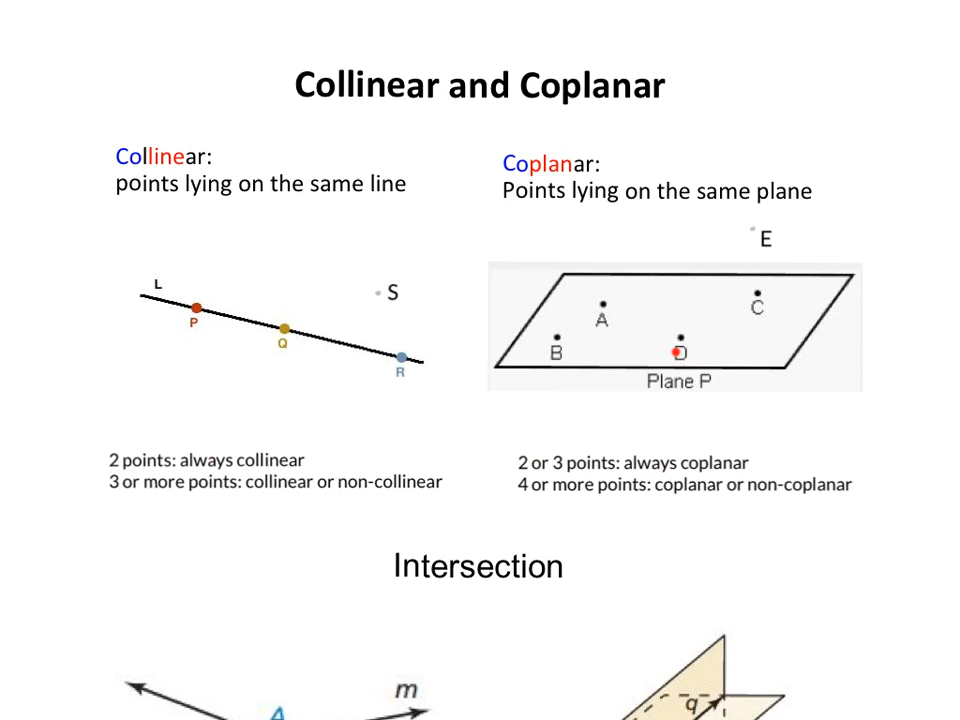 Collinear and Coplanar
Collinear:
points lying on the same line
Coplanar:
Points lying on the same plane
E
L
S
P
Q
R
A
C
B
D
Plane P
2 points: always collinear
3 or more points: collinear or non-collinear
2 or 3 points: always coplanar
4 or more points: coplanar or non-coplanar
Intersection
m
A
q